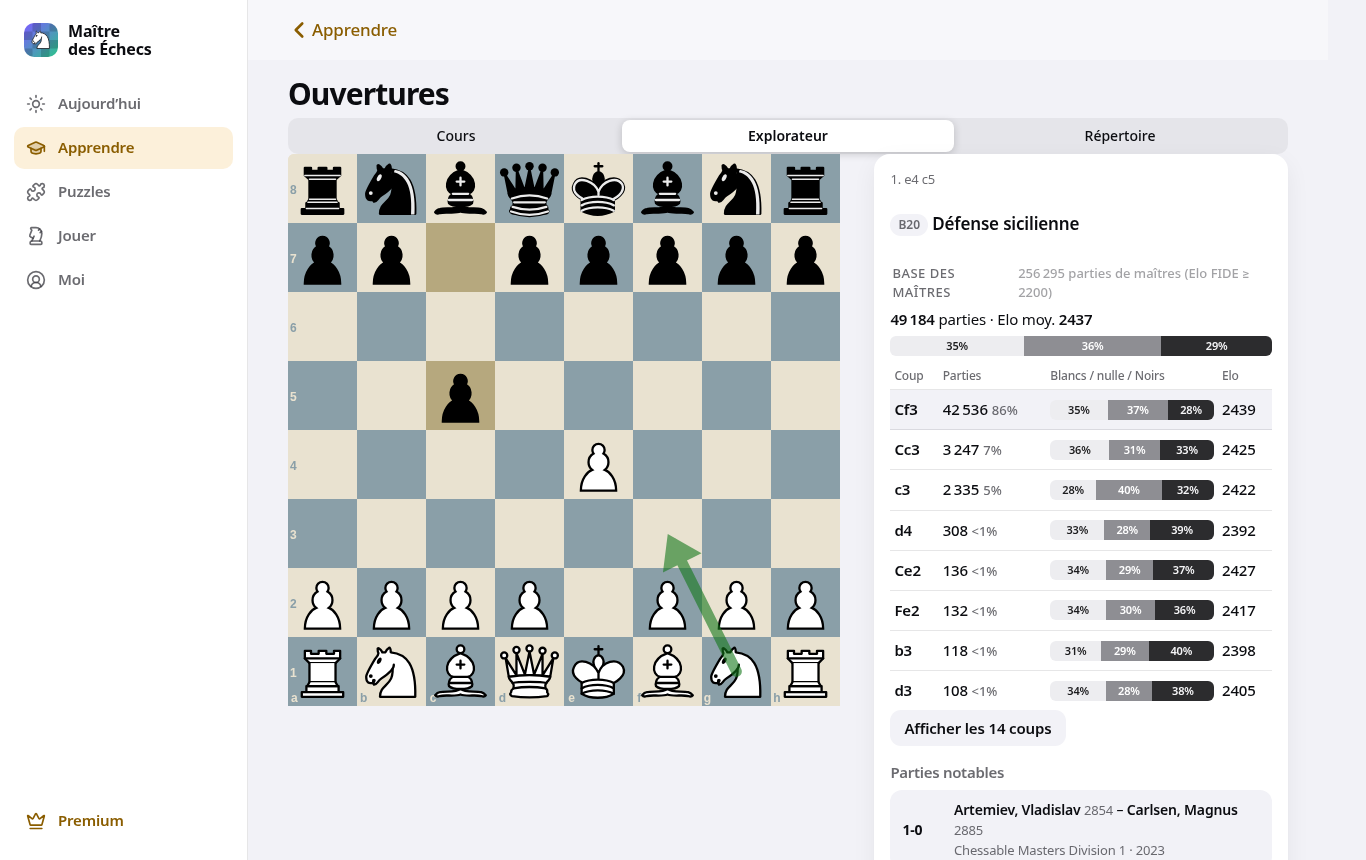 Maître
des Échecs
Aujourd’hui
Apprendre
Puzzles
Jouer
Moi
Premium
Apprendre
Ouvertures
Cours
Explorateur
Répertoire
8
7
6
5
4
3
2
1
a b c d e f g h
1. e4 c5
B20 Défense sicilienne
BASE DES MAÎTRES
256 295 parties de maîtres (Elo FIDE ≥ 2200)
49 184 parties · Elo moy. 2437
35% 36% 29%
Coup Parties Blancs / nulle / Noirs Elo
Cf3 42 536 86% 35% 37% 28% 2439
Cc3 3 247 7% 36% 31% 33% 2425
c3 2 335 5% 28% 40% 32% 2422
d4 308 <1% 33% 28% 39% 2392
Ce2 136 <1% 34% 29% 37% 2427
Fe2 132 <1% 34% 30% 36% 2417
b3 118 <1% 31% 29% 40% 2398
d3 108 <1% 34% 28% 38% 2405
Afficher les 14 coups
Parties notables
1-0
Artemiev, Vladislav 2854 – Carlsen, Magnus
2885
Chessable Masters Division 1 · 2023